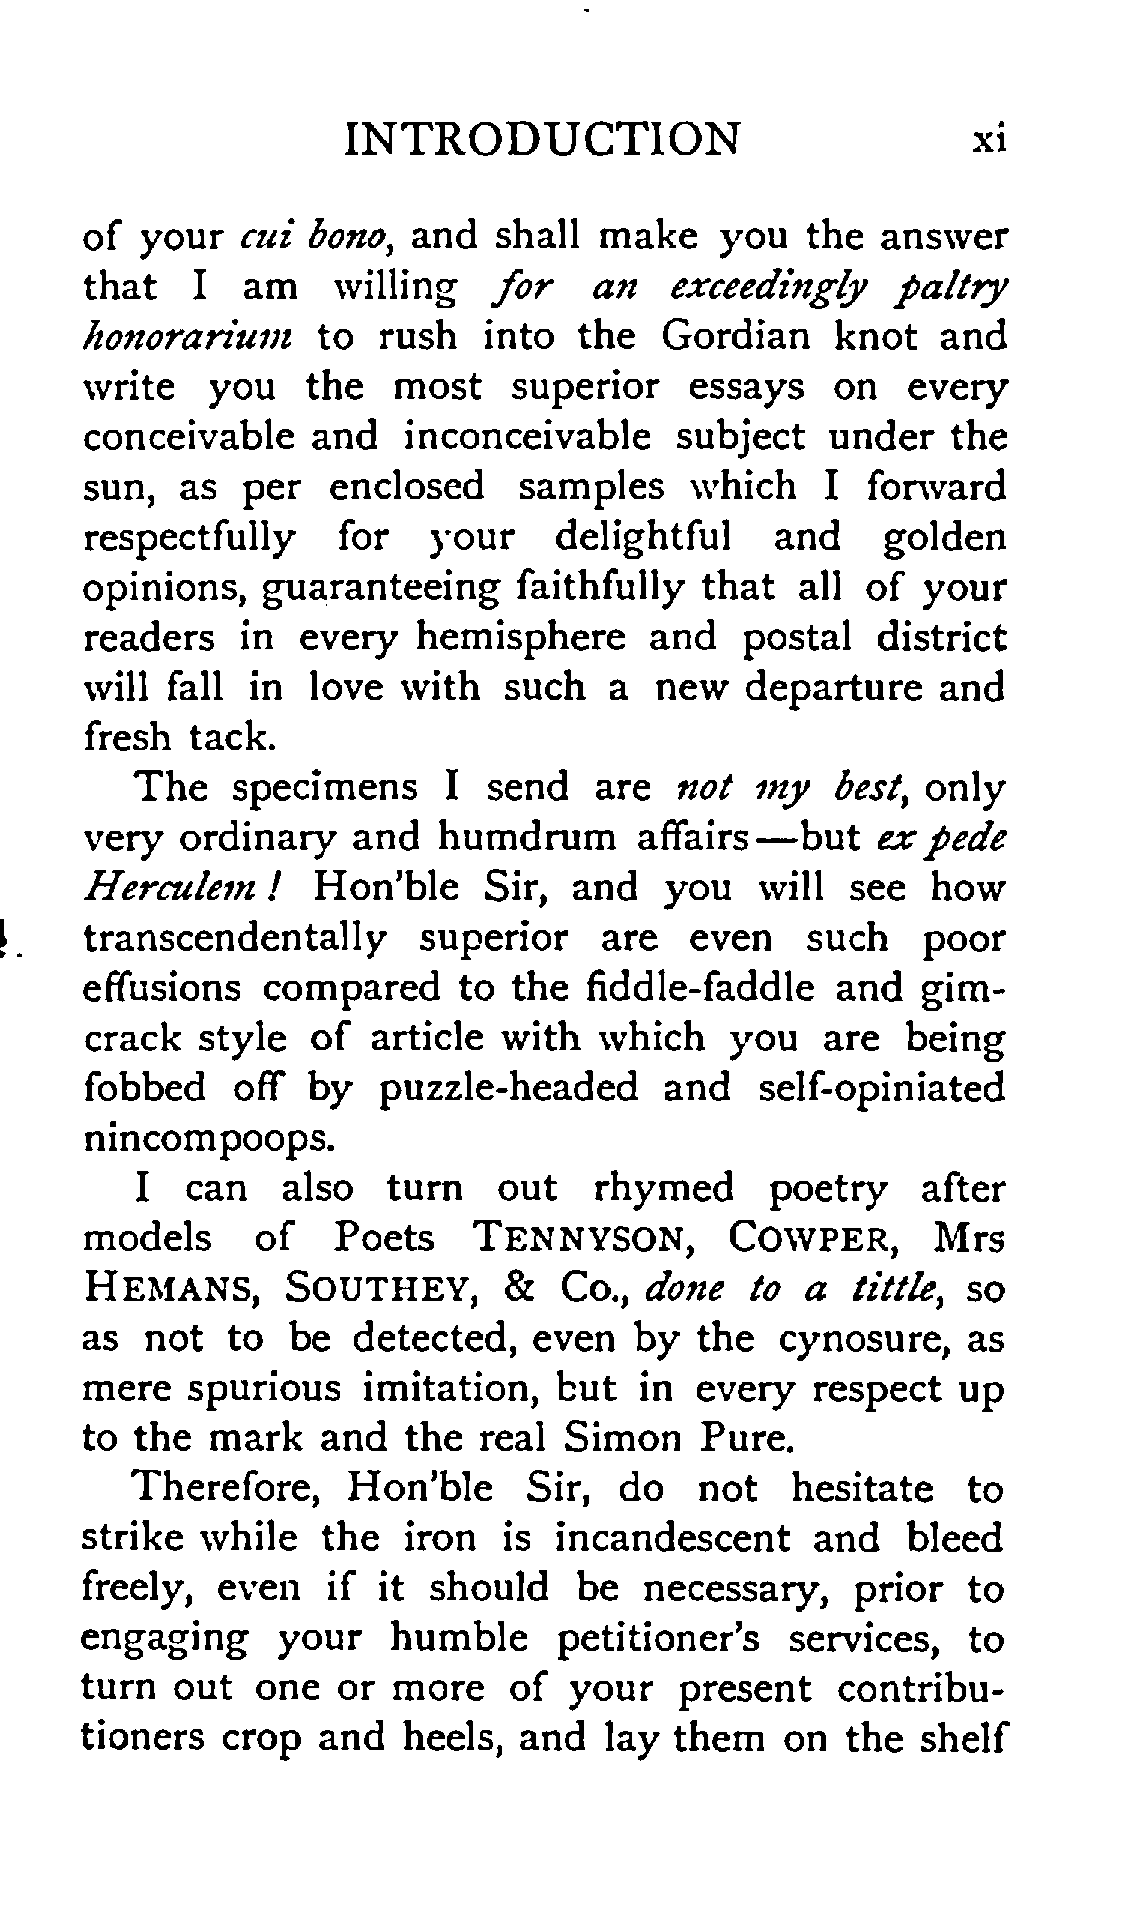 INTRODUCTION xi
of your cui bono, and shall make you the answer
that I am willing for an exceedingly paltry
honorarium to rush into the Gordian knot and
write you the most superior essays on every
conceivable and inconceivable subject under the
sun, as per enclosed samples which I forward
respectfully for your delightful and golden
opinions, guaranteeing faithfully that all of your
readers in every hemisphere and postal district
will fall in love with such a new departure and
fresh tack.
The specimens I send are not my best, only
very ordinary and humdrum affairs—but ex pede
Herculem! Hon'ble Sir, and you will see how
transcendentally superior are even such poor
effusions compared to the fiddle-faddle and gim-
crack style of article with which you are being
fobbed off by puzzle-headed and self-opiniated
nincompoops.
I can also turn out rhymed poetry after
models of Poets TENNYSON, COWPER, Mrs
HEMANS, SOUTHEY, & Co., done to a tittle, so
as not to be detected, even by the cynosure, as
mere spurious imitation, but in every respect up
to the mark and the real Simon Pure.
Therefore, Hon'ble Sir, do not hesitate to
strike while the iron is incandescent and bleed
freely, even if it should be necessary, prior to
engaging your humble petitioner's services, to
turn out one or more of your present contribu-
tioners crop and heels, and lay them on the shelf